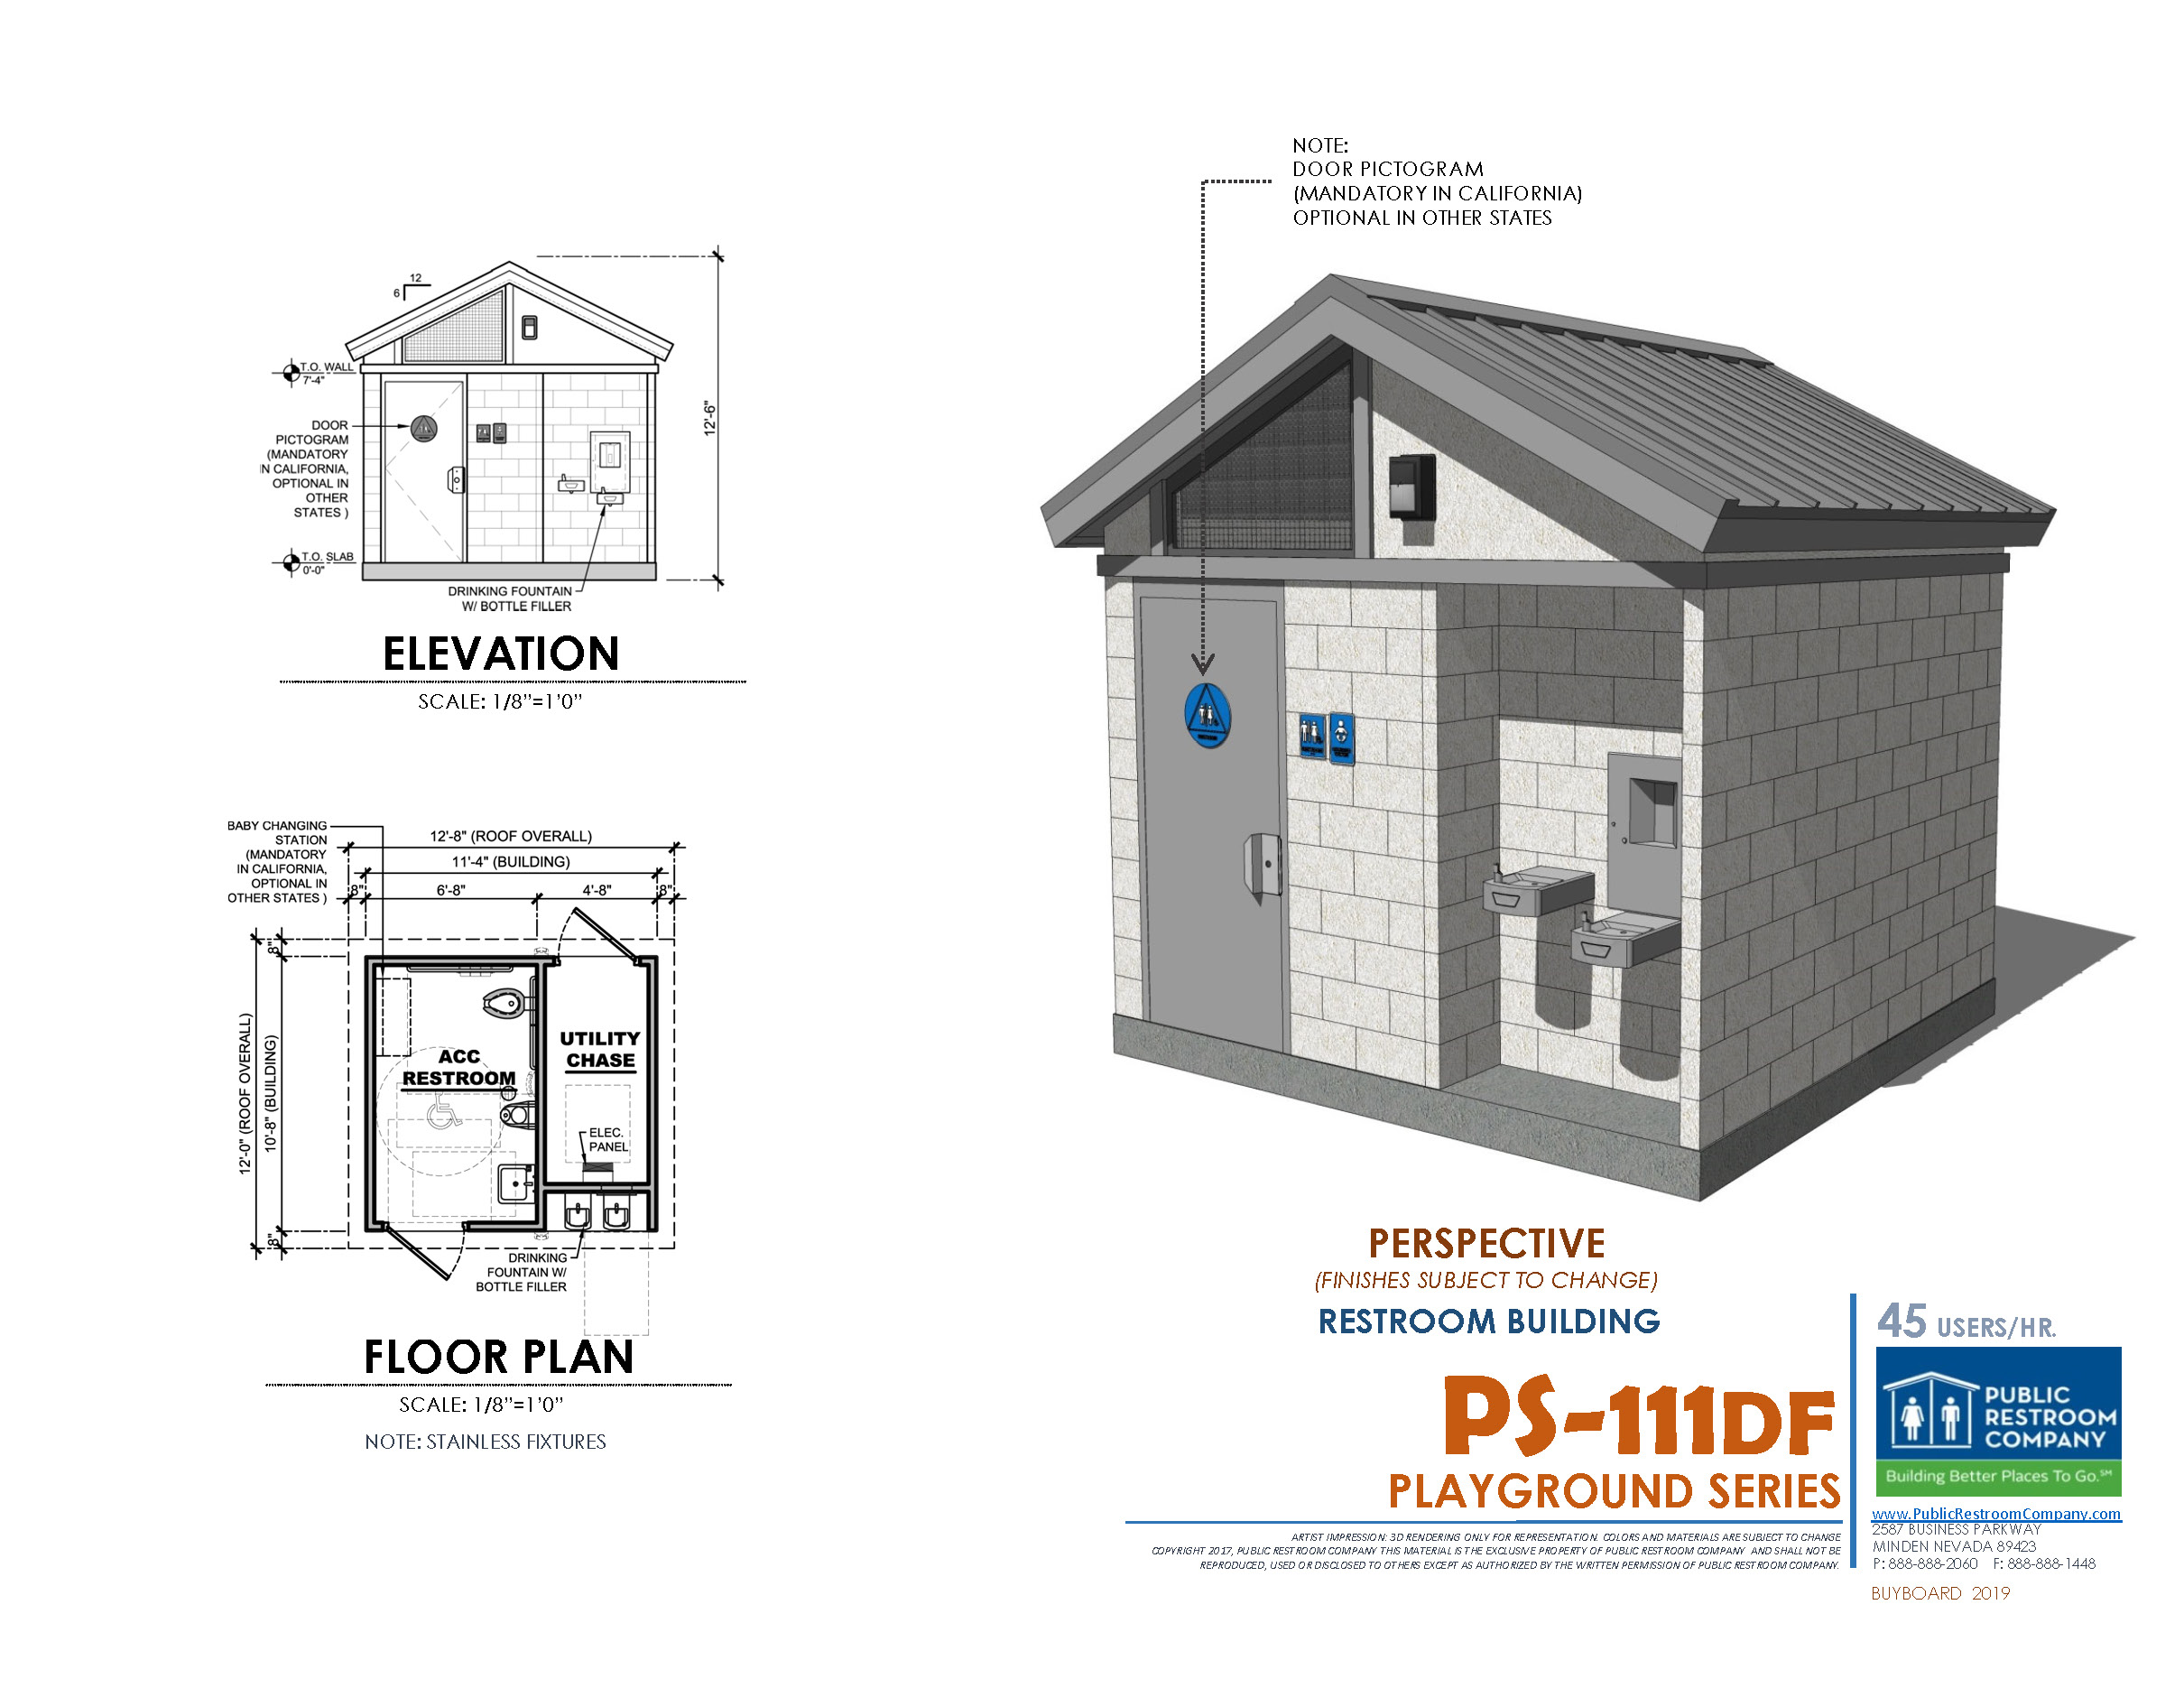 NOTE:
DOOR PICTOGRAM
(MANDATORY IN CALIFORNIA)
OPTIONAL IN OTHER STATES
12
6
T.O. WALL
7'-4"
DOOR
PICTOGRAM
(MANDATORY
IN CALIFORNIA,
OPTIONAL IN
OTHER
STATES )
12'-6"
T.O. SLAB
0'-0"
DRINKING FOUNTAIN
W/ BOTTLE FILLER
ELEVATION
SCALE: 1/8"=1'0"
BABY CHANGING
STATION
(MANDATORY
IN CALIFORNIA,
OPTIONAL IN
OTHER STATES )
12'-8" (ROOF OVERALL)
11'-4" (BUILDING)
8"
6'-8"
4'-8"
8"
8"
12'-0" (ROOF OVERALL)
10'-8" (BUILDING)
8"
ACC
RESTROOM
UTILITY
CHASE
ELEC.
PANEL
DRINKING
FOUNTAIN W/
BOTTLE FILLER
FLOOR PLAN
SCALE: 1/8"=1'0"
NOTE: STAINLESS FIXTURES
PERSPECTIVE
(FINISHES SUBJECT TO CHANGE)
RESTROOM BUILDING
PS-111DF
PLAYGROUND SERIES
ARTIST IMPRESSION: 3D RENDERING ONLY FOR REPRESENTATION. COLORS AND MATERIALS ARE SUBJECT TO CHANGE
COPYRIGHT 2017, PUBLIC RESTROOM COMPANY THIS MATERIAL IS THE EXCLUSIVE PROPERTY OF PUBLIC RESTROOM COMPANY AND SHALL NOT BE
REPRODUCED, USED OR DISCLOSED TO OTHERS EXCEPT AS AUTHORIZED BY THE WRITTEN PERMISSION OF PUBLIC RESTROOM COMPANY.
45 USERS/HR.
PUBLIC
RESTROOM
COMPANY
Building Better Places To Go.℠
www.PublicRestroomCompany.com
2587 BUSINESS PARKWAY
MINDEN NEVADA 89423
P: 888-888-2060 F: 888-888-1448
BUYBOARD 2019